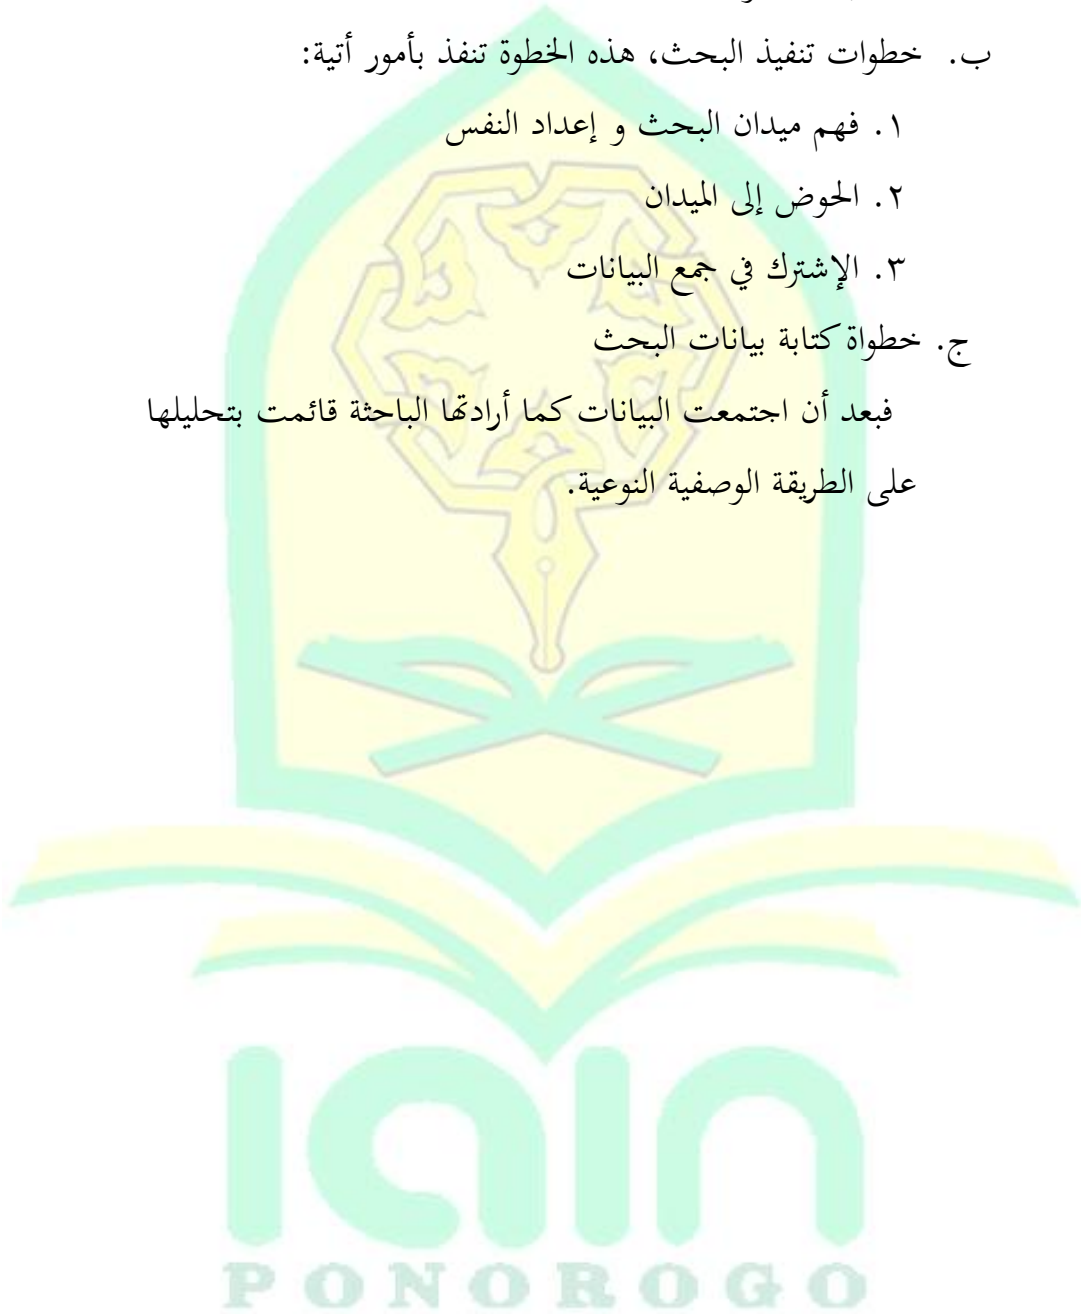 ب. خطوات تنفيذ البحث، هذه الخطوة تنفذ بأمور أتية:
١. فهم ميدان البحث و إعداد النفس
٢. الحوض إلى الميدان
٣. الإشترك في جمع البيانات
ج. خطواة كتابة بيانات البحث
فبعد أن اجتمعت البيانات كما أرادتها الباحثة قائمت بتحليلها
على الطريقة الوصفية النوعية.
iain
PONOROGO